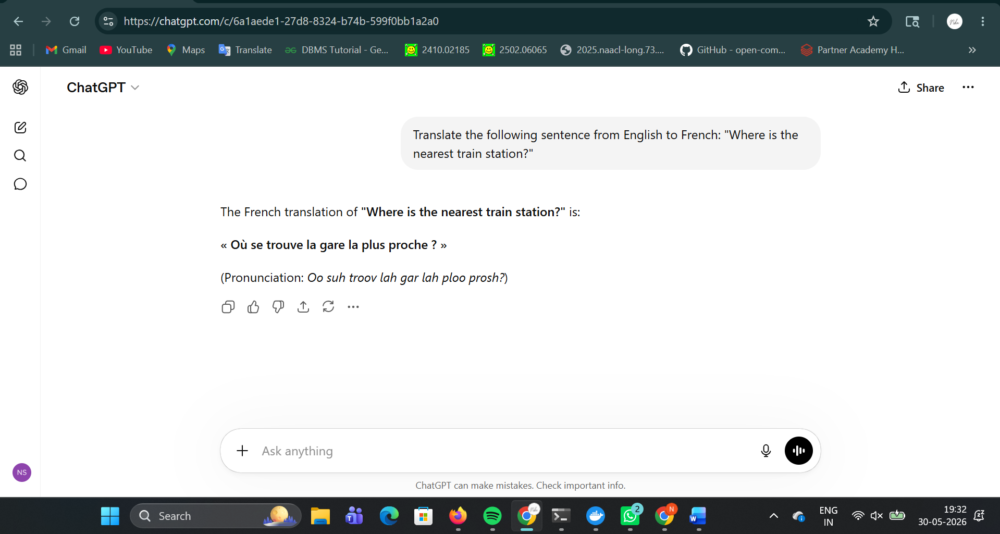 https://chatgpt.com/c/6a1aede1-27d8-8324-b74b-599f0bb1a2a0
Gmail YouTube Maps Translate DBMS Tutorial - Ge... 2410.02185 2502.06065 2025.naacl-long.73.... GitHub - open-com... Partner Academy H...
ChatGPT
Share
Translate the following sentence from English to French: "Where is the
nearest train station?"
The French translation of "Where is the nearest train station?" is:
« Où se trouve la gare la plus proche ? »
(Pronunciation: Oo suh troov lah gar lah ploo prosh?)
Ask anything
NS
ChatGPT can make mistakes. Check important info.
Search
2
N
ENG
IN
19:32
30-05-2026